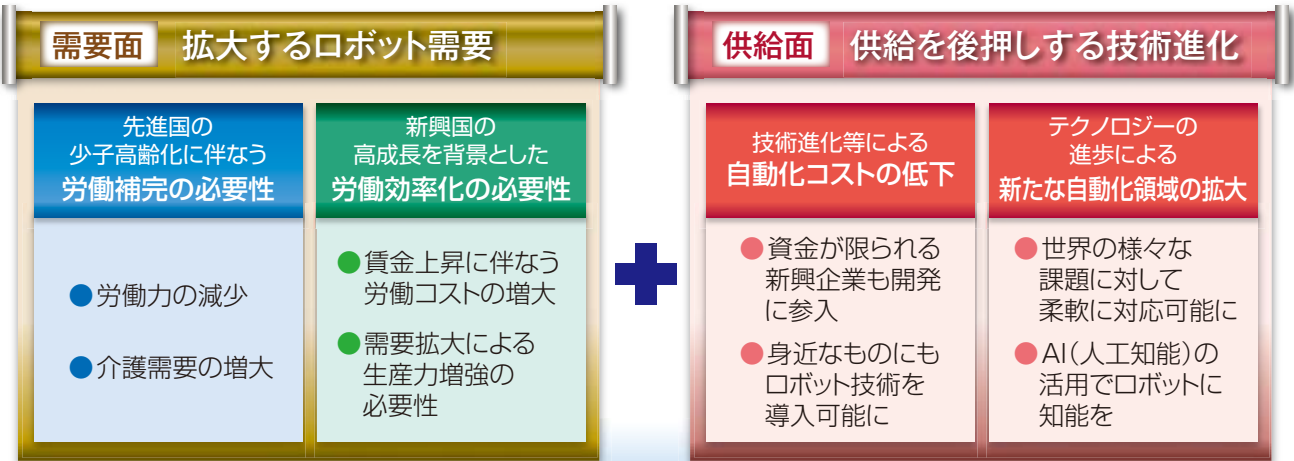 需要面 拡大するロボット需要
先進国の
少子高齢化に伴なう
労働補完の必要性
●労働力の減少
●介護需要の増大
新興国の
高成長を背景とした
労働効率化の必要性
●賃金上昇に伴なう
労働コストの増大
●需要拡大による
生産力増強の
必要性
供給面 供給を後押しする技術進化
技術進化等による
自動化コストの低下
●資金が限られる
新興企業も開発
に参入
●身近なものにも
ロボット技術を
導入可能に
テクノロジーの
進歩による
新たな自動化領域の拡大
●世界の様々な
課題に対して
柔軟に対応可能に
●AI(人工知能)の
活用でロボットに
知能を